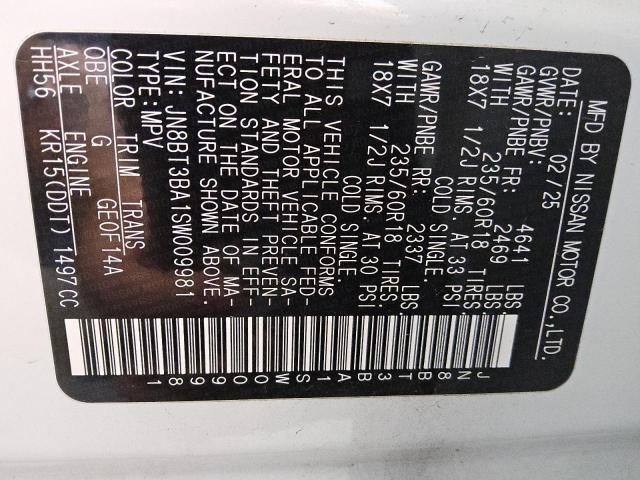 MFD BY NISSAN MOTOR CO.,LTD.
DATE: 02/25
GVWR/PNBV: 4641 LBS.
GAWR/PNBE FR: 2469 LBS.
WITH 235/60R18 TIRES,
18X7 1/2J RIMS, AT 33 PSI
COLD SINGLE.
GAWR/PNBE RR: 2337 LBS.
WITH 235/60R18 TIRES,
18X7 1/2J RIMS, AT 30 PSI
COLD SINGLE.
THIS VEHICLE CONFORMS
TO ALL APPLICABLE FED-
ERAL MOTOR VEHICLE SA-
FETY AND THEFT PREVEN-
TION STANDARDS IN EFF-
ECT ON THE DATE OF MA-
NUFACTURE SHOWN ABOVE.
VIN: JN8BT3BA1SW009981
TYPE:MPV
COLOR TRIM TRANS
QBE G GE0F14A
AXLE ENGINE
HH56 KR15(DDT) 1497CC
JN8BT3BA1SW009981